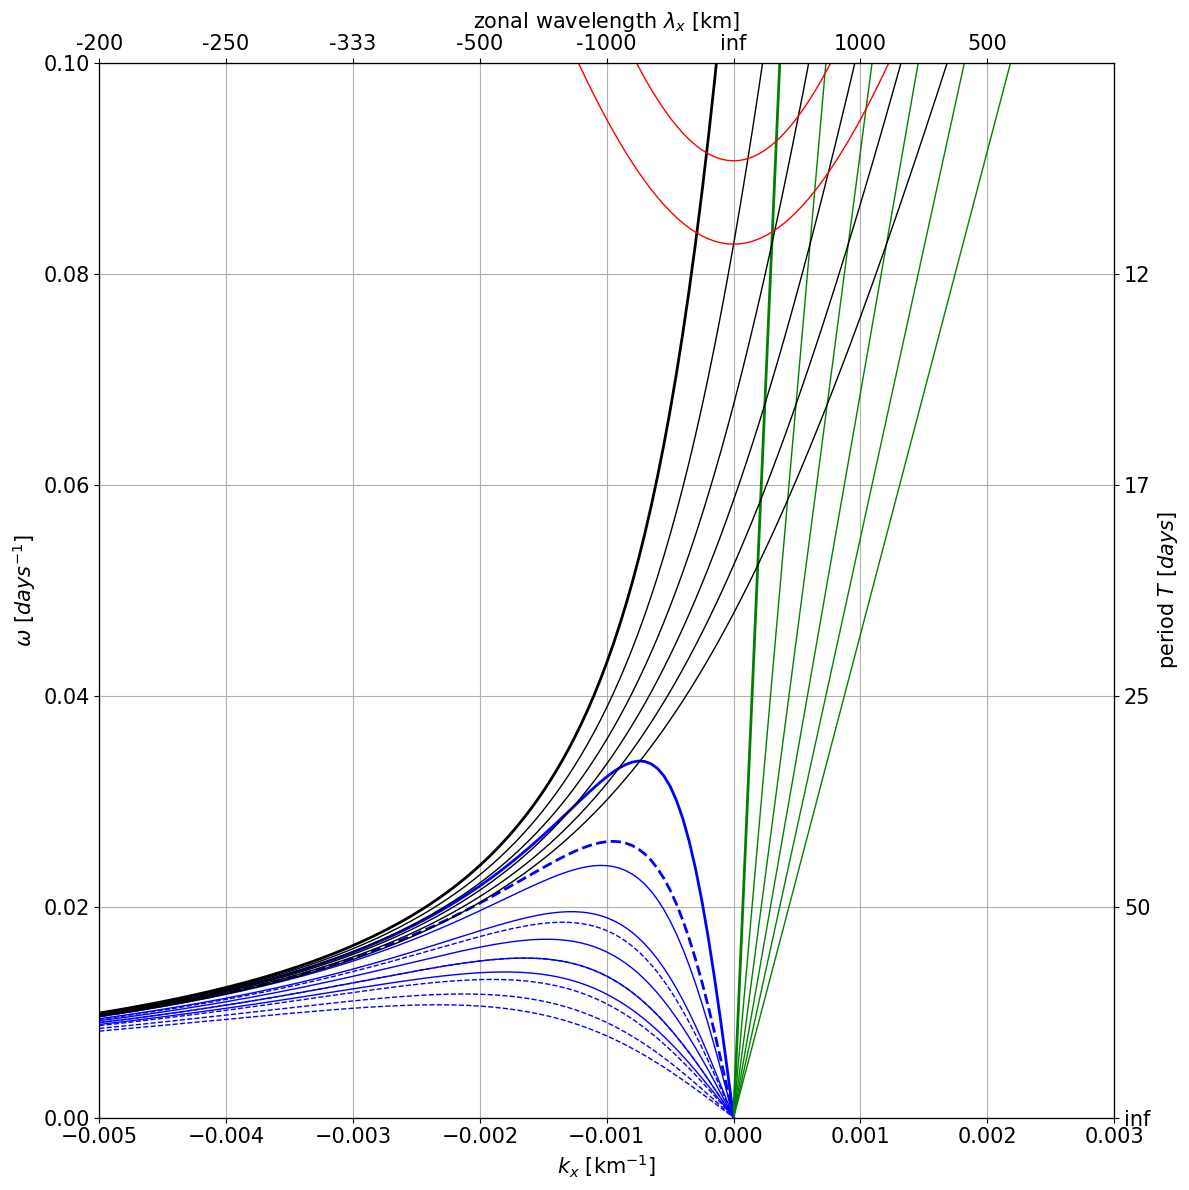 zonal wavelength λx [km]
-200 -250 -333 -500 -1000 inf 1000 500
0.10
0.08 12
0.06 17
ω [days−1]
period T [days]
0.04 25
0.02 50
0.00 inf
−0.005 −0.004 −0.003 −0.002 −0.001 0.000 0.001 0.002 0.003
kx [km−1]